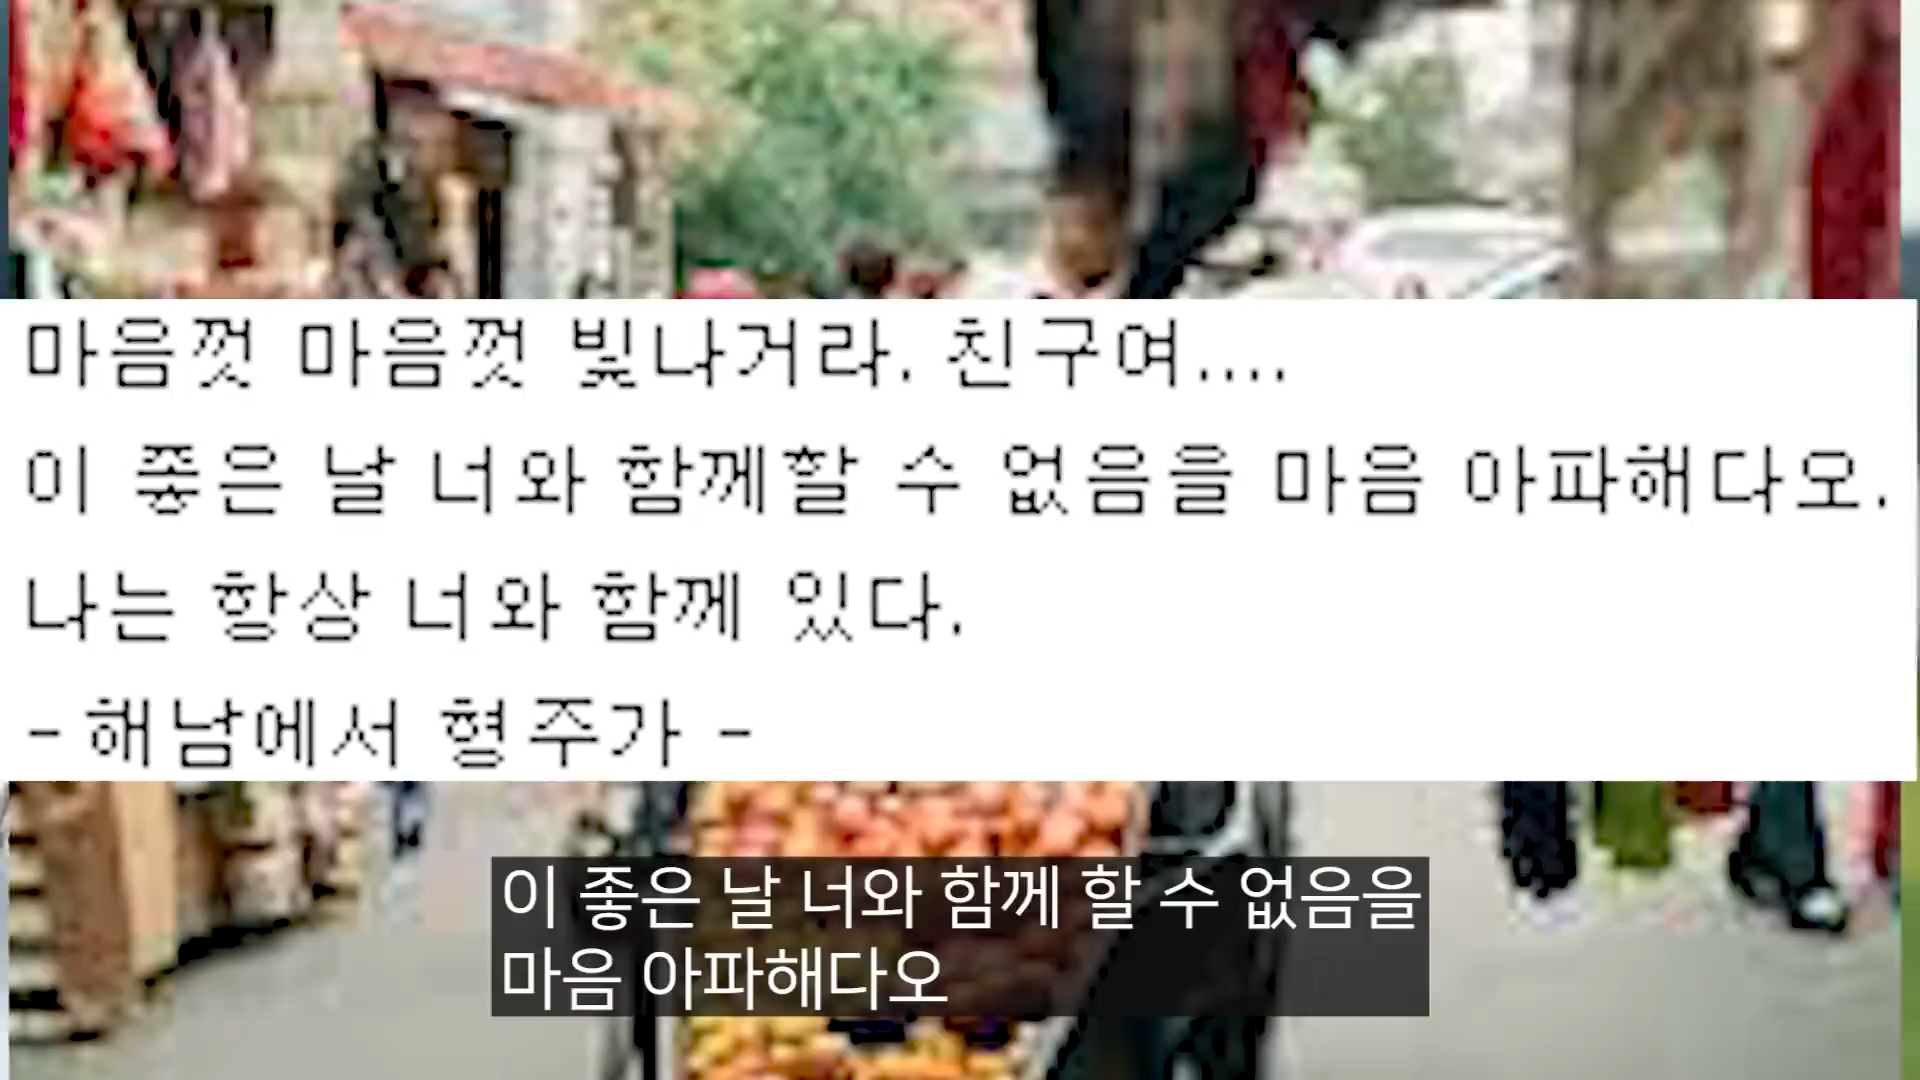 마음껏 마음껏 빛나거라. 친구여....
이 좋은 날 너와 함께할 수 없음을 마음 아파해다오.
나는 항상 너와 함께 있다.
- 해남에서 형주가 -
이 좋은 날 너와 함께 할 수 없음을
마음 아파해다오